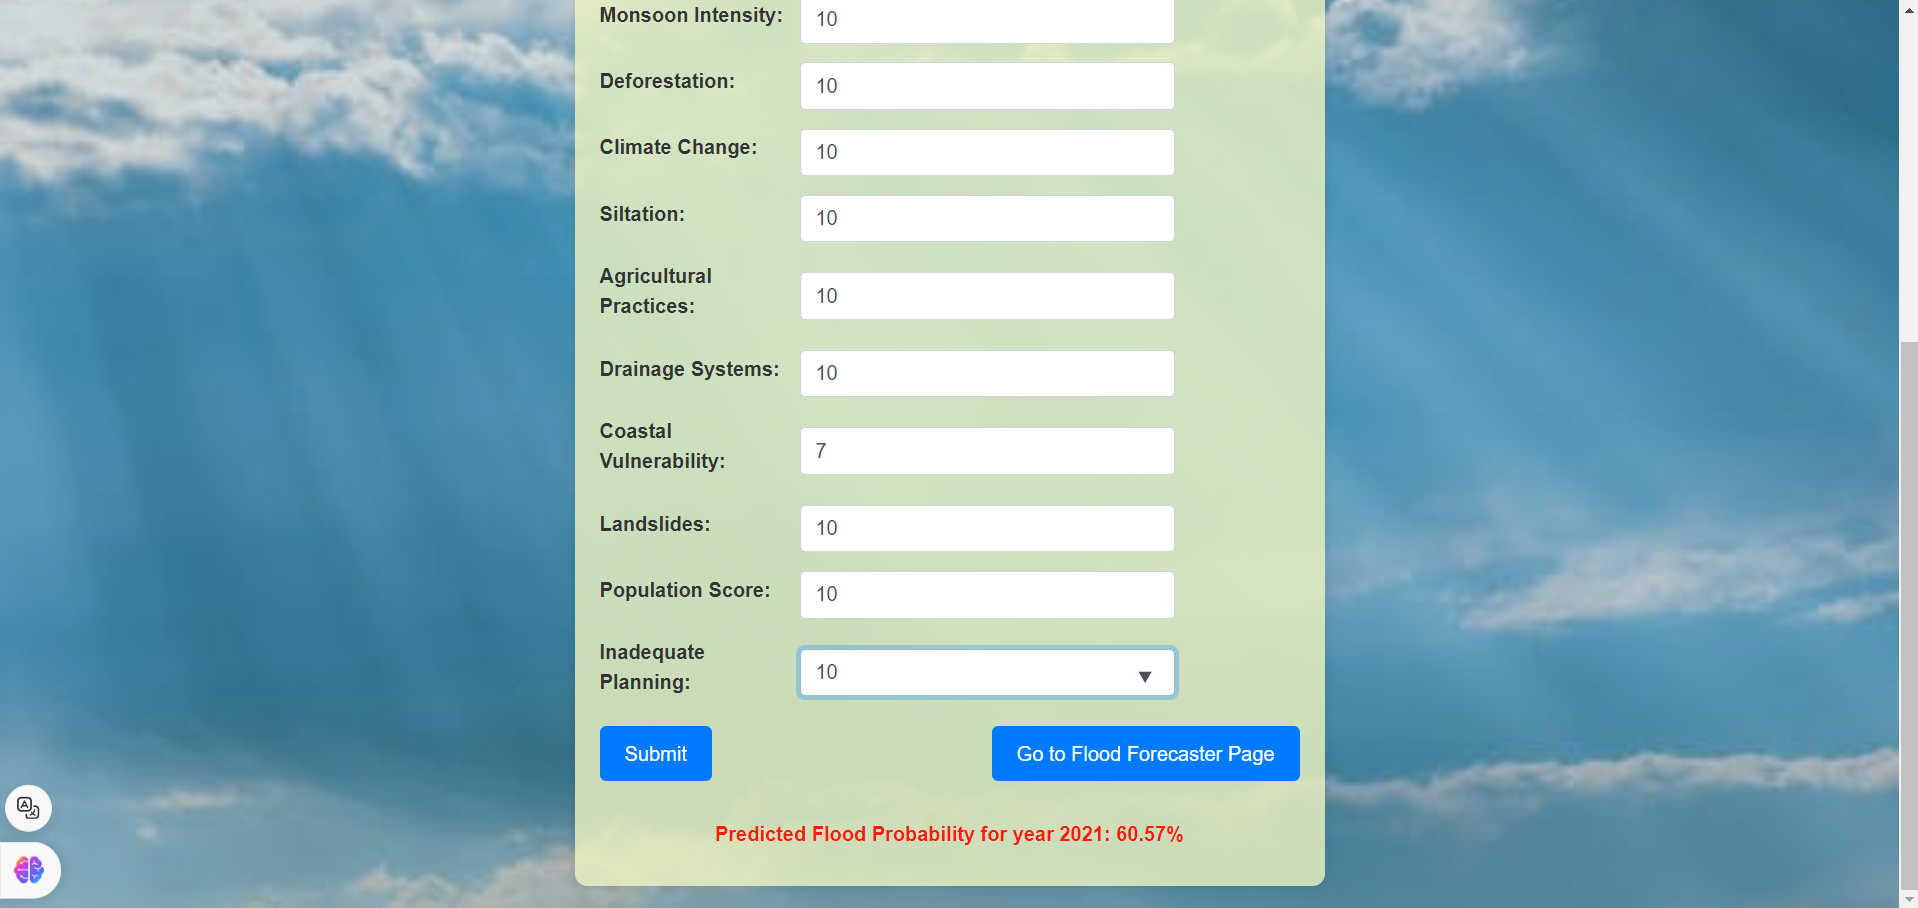 Monsoon Intensity: 10
Deforestation: 10
Climate Change: 10
Siltation: 10
Agricultural
Practices: 10
Drainage Systems: 10
Coastal
Vulnerability: 7
Landslides: 10
Population Score: 10
Inadequate
Planning: 10
Submit Go to Flood Forecaster Page
Predicted Flood Probability for year 2021: 60.57%